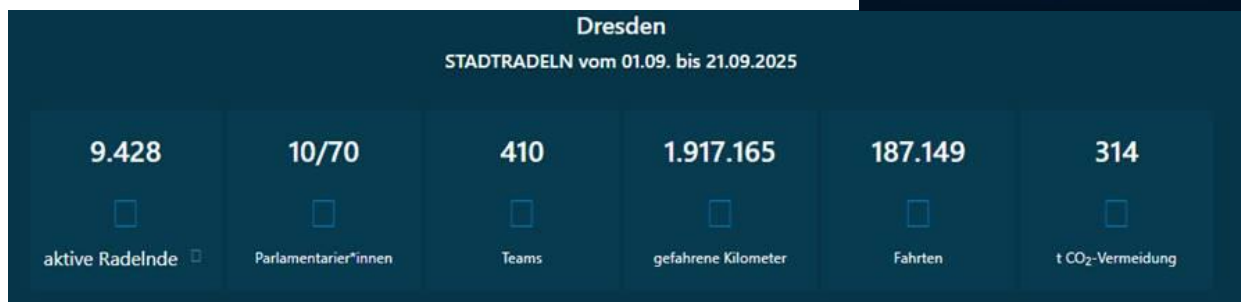 Dresden
STADTRADELN vom 01.09. bis 21.09.2025
9.428
10/70
410
1.917.165
187.149
314
aktive Radelnde
Parlamentarier*innen
Teams
gefahrene Kilometer
Fahrten
t CO₂-Vermeidung